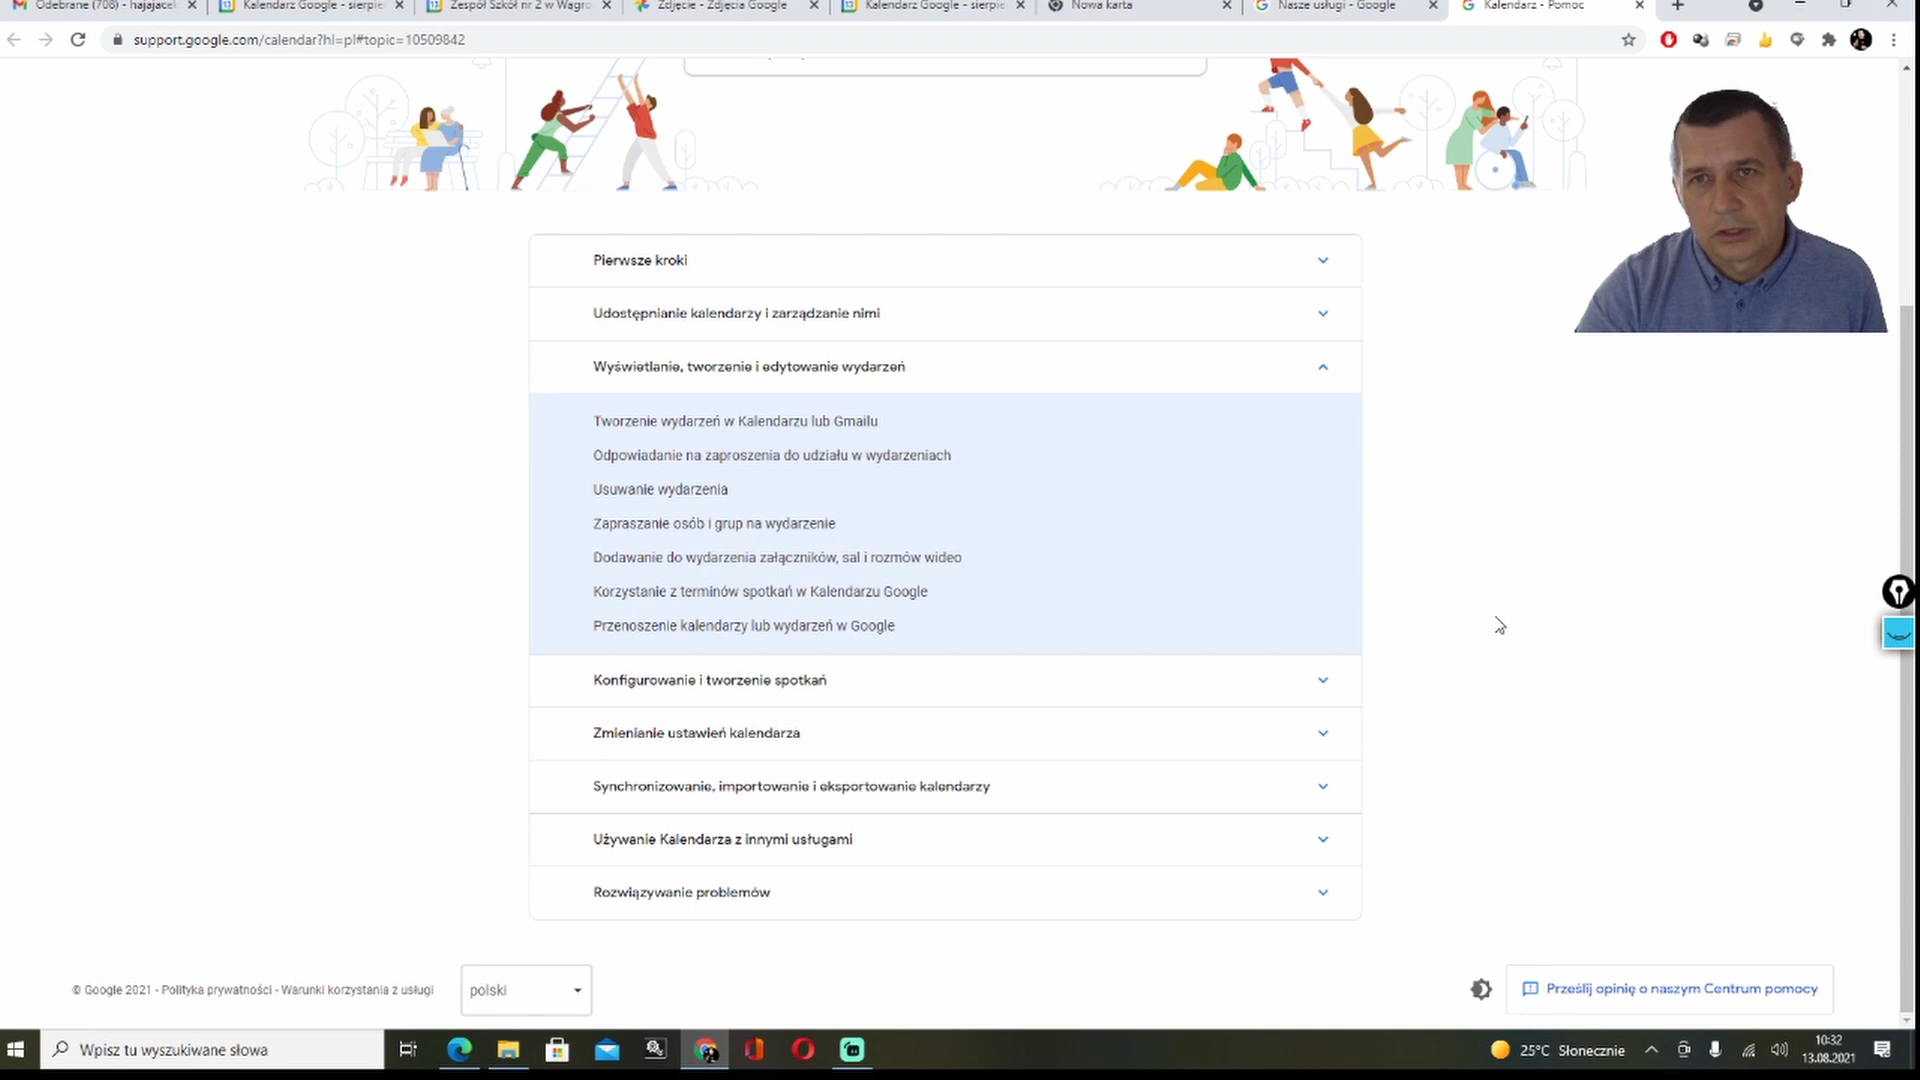 Odebrane (708) - hajajacek
Kalendarz Google - sierpie
Zespół Szkół nr 2 w Wągro
Zdjęcie - Zdjęcia Google
Kalendarz Google - sierpie
Nowa karta
Nasze usługi - Google
Kalendarz - Pomoc
support.google.com/calendar?hl=pl#topic=10509842
Pierwsze kroki
Udostępnianie kalendarzy i zarządzanie nimi
Wyświetlanie, tworzenie i edytowanie wydarzeń
Tworzenie wydarzeń w Kalendarzu lub Gmailu
Odpowiadanie na zaproszenia do udziału w wydarzeniach
Usuwanie wydarzenia
Zapraszanie osób i grup na wydarzenie
Dodawanie do wydarzenia załączników, sal i rozmów wideo
Korzystanie z terminów spotkań w Kalendarzu Google
Przenoszenie kalendarzy lub wydarzeń w Google
Konfigurowanie i tworzenie spotkań
Zmienianie ustawień kalendarza
Synchronizowanie, importowanie i eksportowanie kalendarzy
Używanie Kalendarza z innymi usługami
Rozwiązywanie problemów
© Google 2021 - Polityka prywatności - Warunki korzystania z usługi
polski
Prześlij opinię o naszym Centrum pomocy
Wpisz tu wyszukiwane słowa
25°C Słonecznie
10:32
13.08.2021